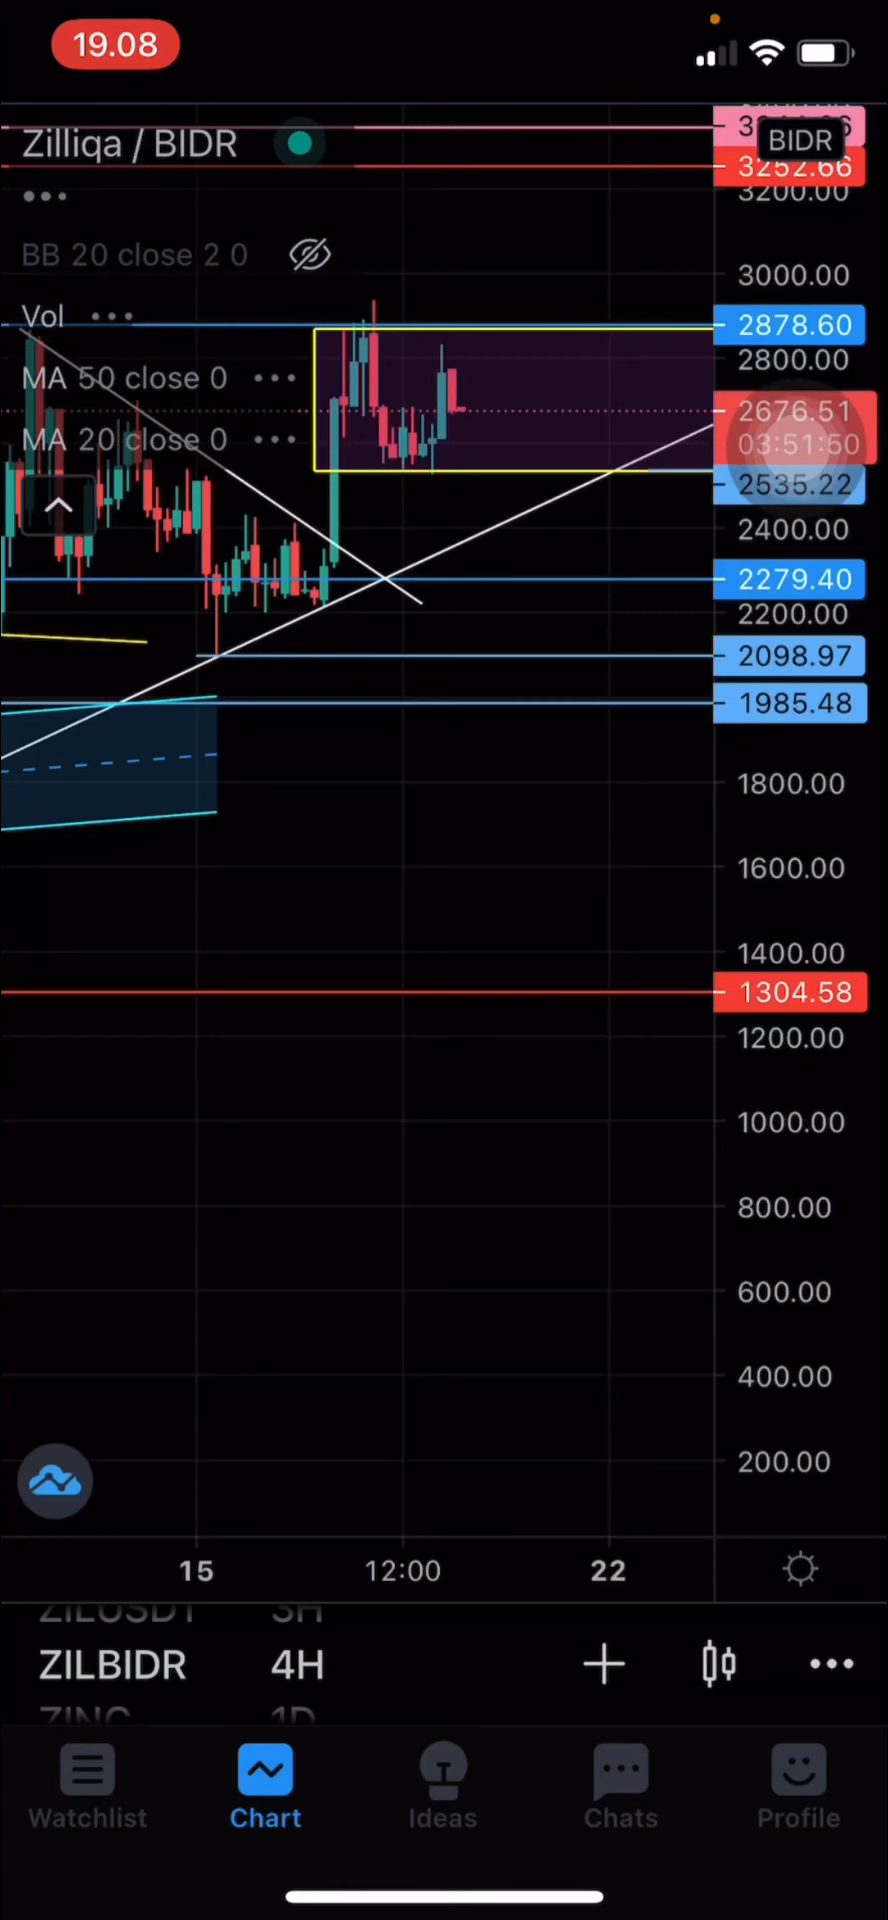 19.08
Zilliqa / BIDR
BIDR
3252.66
3200.00
BB 20 close 2 0
3000.00
Vol
2878.60
2800.00
MA 50 close 0
2676.51
MA 20 close 0
03:51:50
2535.22
2400.00
2279.40
2200.00
2098.97
1985.48
1800.00
1600.00
1400.00
1304.58
1200.00
1000.00
800.00
600.00
400.00
200.00
15 12:00 22
ZILUSDT 3H
ZILBIDR 4H
ZINC 1D
Watchlist Chart Ideas Chats Profile